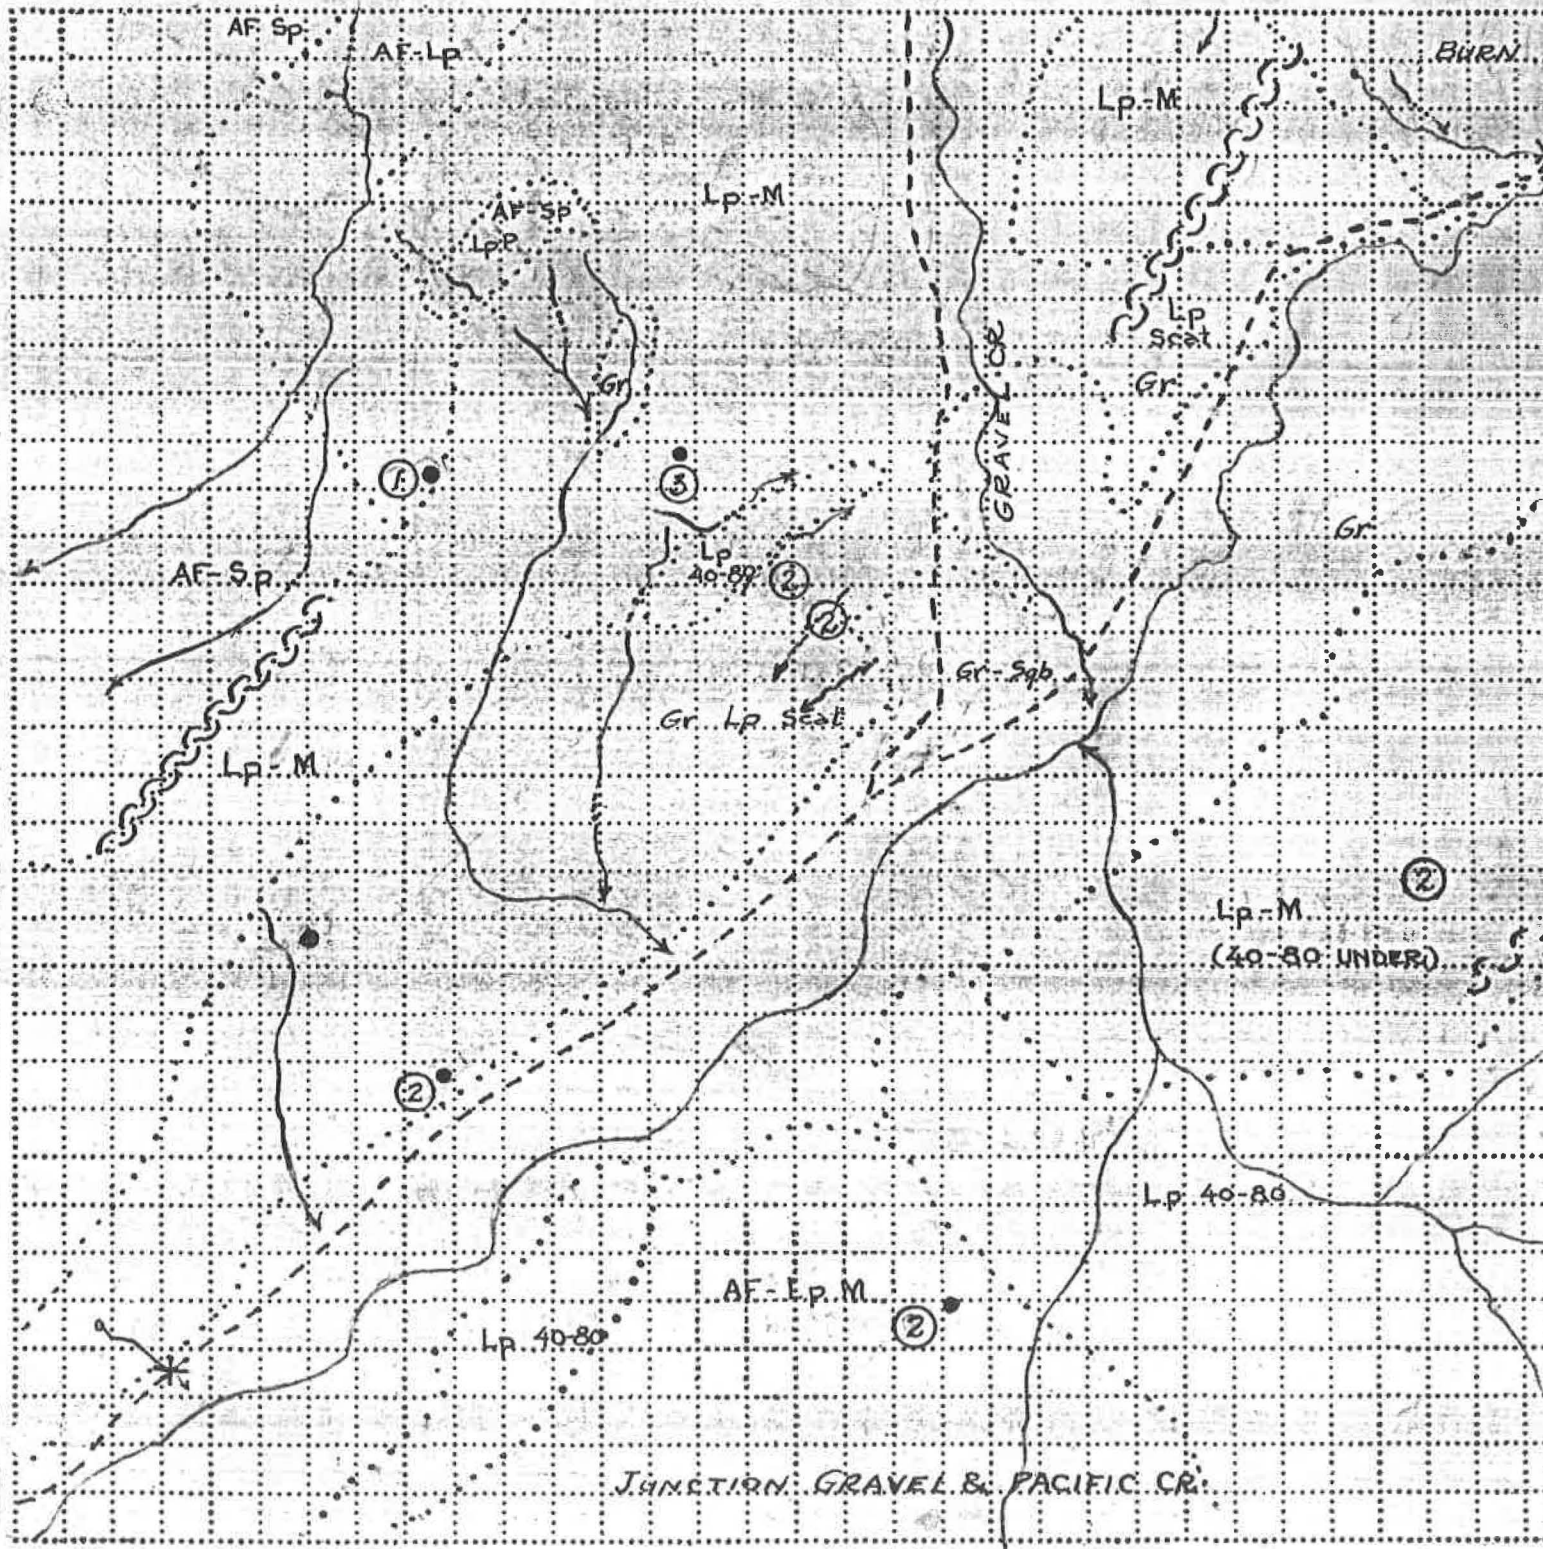 AF Sp
AF-Lp
BURN
Lp-M
Lp-M
AF-Sp
Lp P
Lp
Scat
Gr
Gr
GRAVEL CR
1
3
Gr
Lp
40-80
2
AF-Sp
2
Gr-Sgb
Gr Lp Scat
Lp-M
2
Lp-M
(40-80 UNDER)
2
Lp 40-80
AF-Lp M
2
Lp 40-80
JUNCTION GRAVEL & PACIFIC CR.